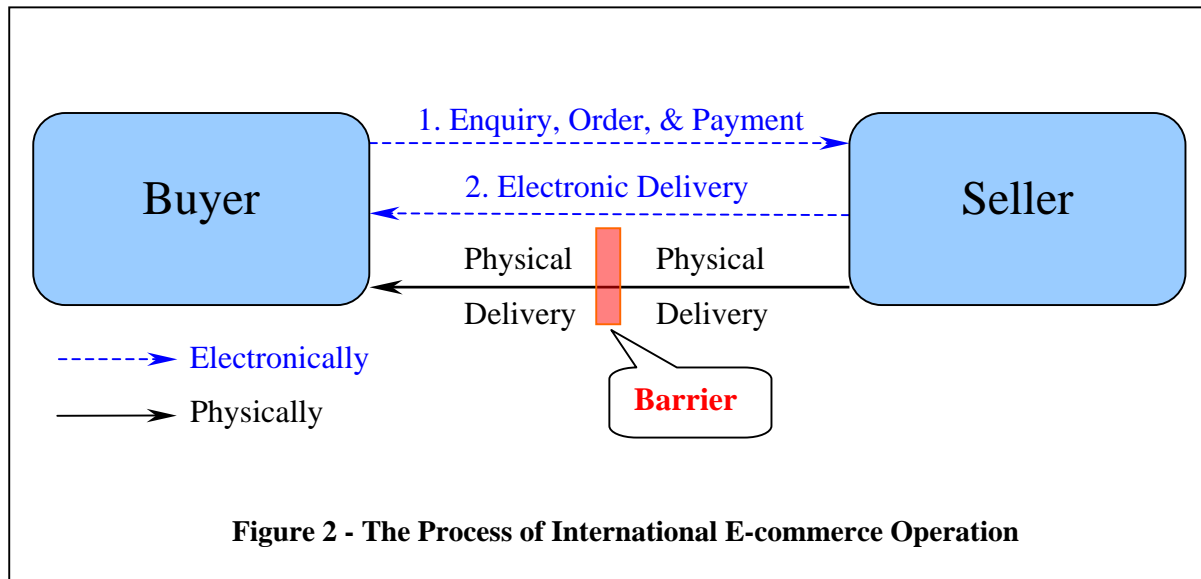 1. Enquiry, Order, & Payment
Buyer
2. Electronic Delivery
Seller
Physical Physical
Delivery Delivery
Electronically
Barrier
Physically
Figure 2 - The Process of International E-commerce Operation